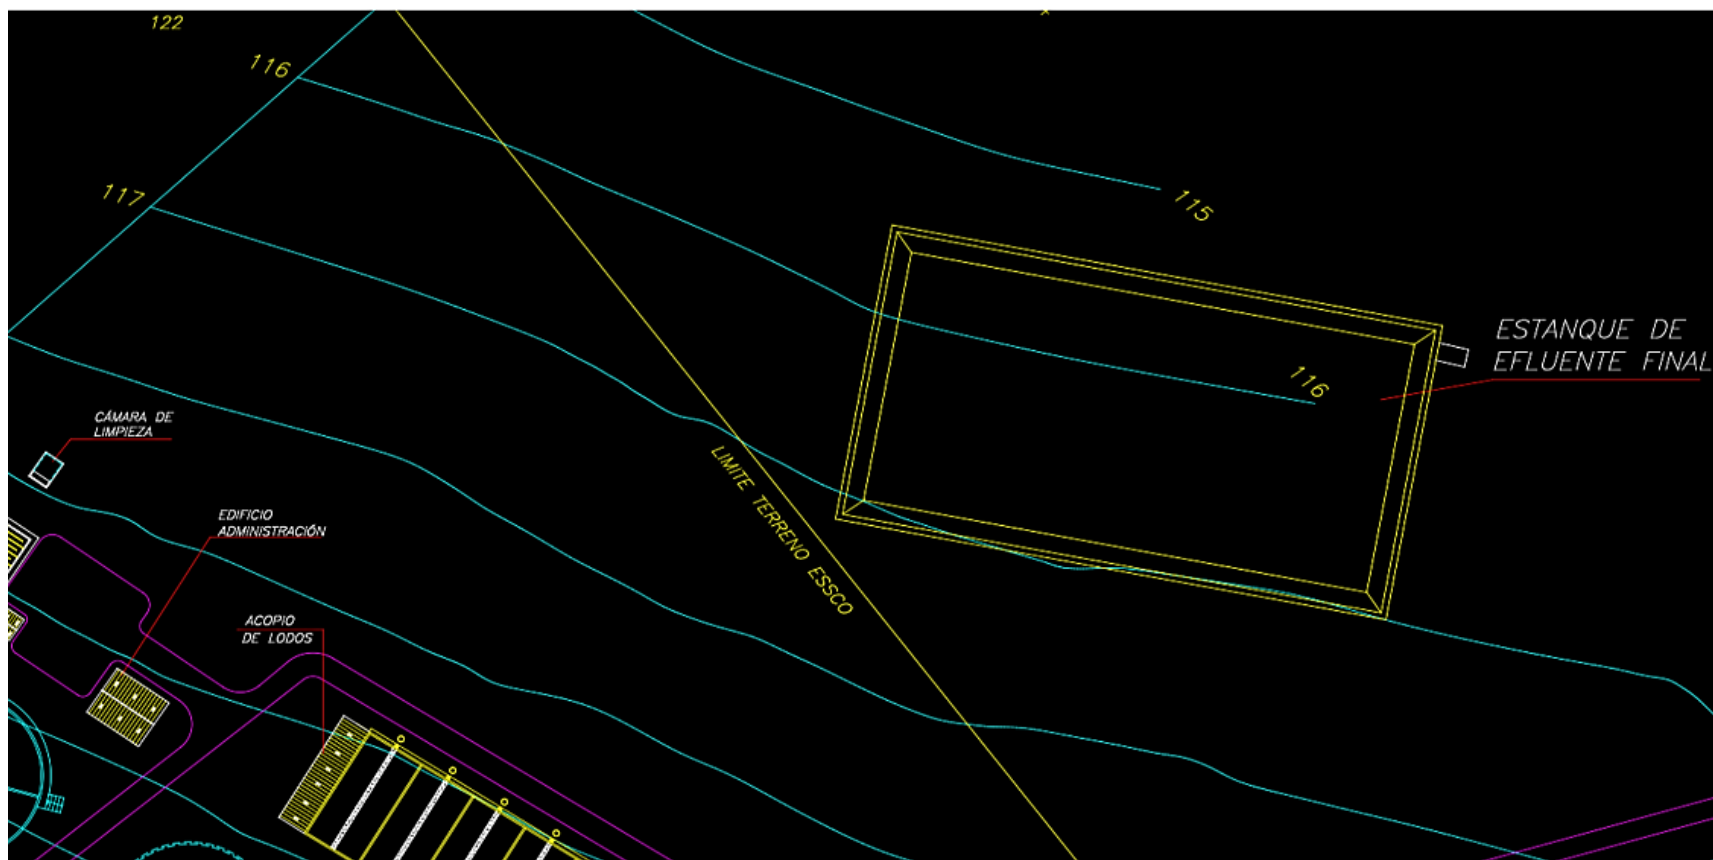 122
116
117
115
ESTANQUE DE
EFLUENTE FINAL
116
CÁMARA DE
LIMPIEZA
LIMITE TERRENO ESSCO
EDIFICIO
ADMINISTRACIÓN
ACOPIO
DE LODOS